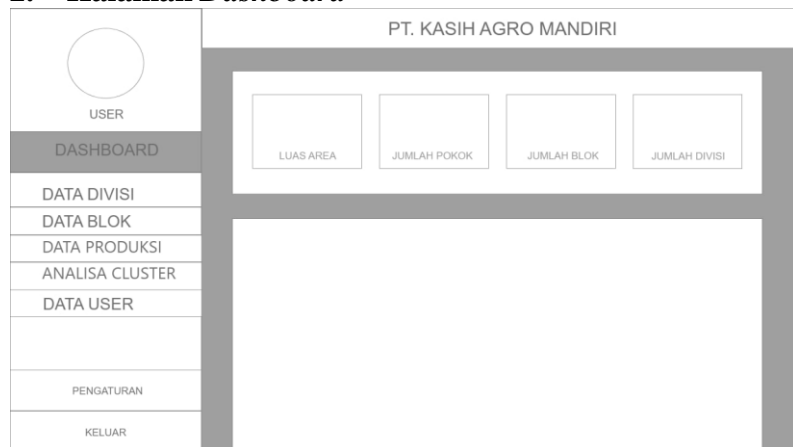 2. Halaman Dashboard
PT. KASIH AGRO MANDIRI
USER
DASHBOARD
DATA DIVISI
DATA BLOK
DATA PRODUKSI
ANALISA CLUSTER
DATA USER
PENGATURAN
KELUAR
LUAS AREA
JUMLAH POKOK
JUMLAH BLOK
JUMLAH DIVISI